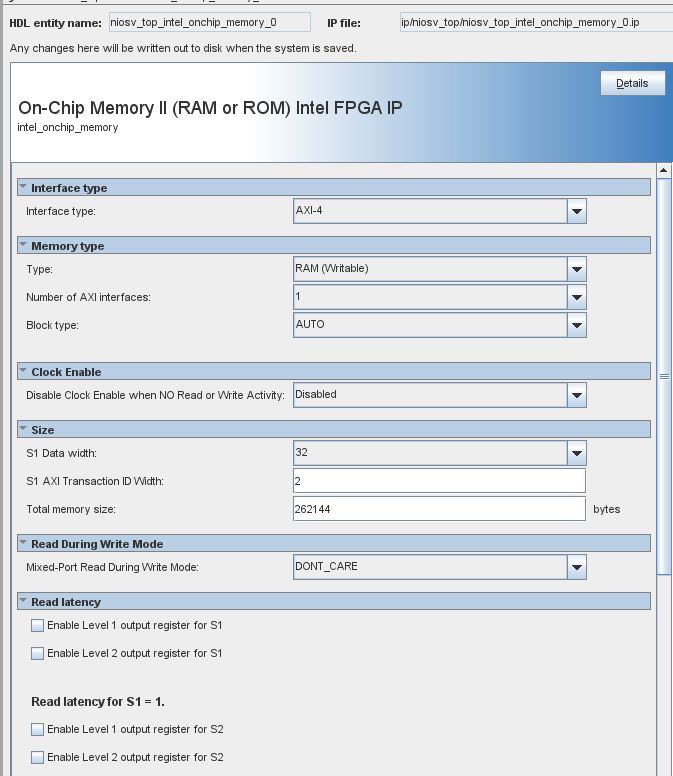 HDL entity name: niosv_top_intel_onchip_memory_0 IP file: ip/niosv_top/niosv_top_intel_onchip_memory_0.ip
Any changes here will be written out to disk when the system is saved.
Details
On-Chip Memory II (RAM or ROM) Intel FPGA IP
intel_onchip_memory
Interface type
Interface type: AXI-4
Memory type
Type: RAM (Writable)
Number of AXI interfaces: 1
Block type: AUTO
Clock Enable
Disable Clock Enable when NO Read or Write Activity: Disabled
Size
S1 Data width: 32
S1 AXI Transaction ID Width: 2
Total memory size: 262144 bytes
Read During Write Mode
Mixed-Port Read During Write Mode: DONT_CARE
Read latency
Enable Level 1 output register for S1
Enable Level 2 output register for S1
Read latency for S1 = 1.
Enable Level 1 output register for S2
Enable Level 2 output register for S2